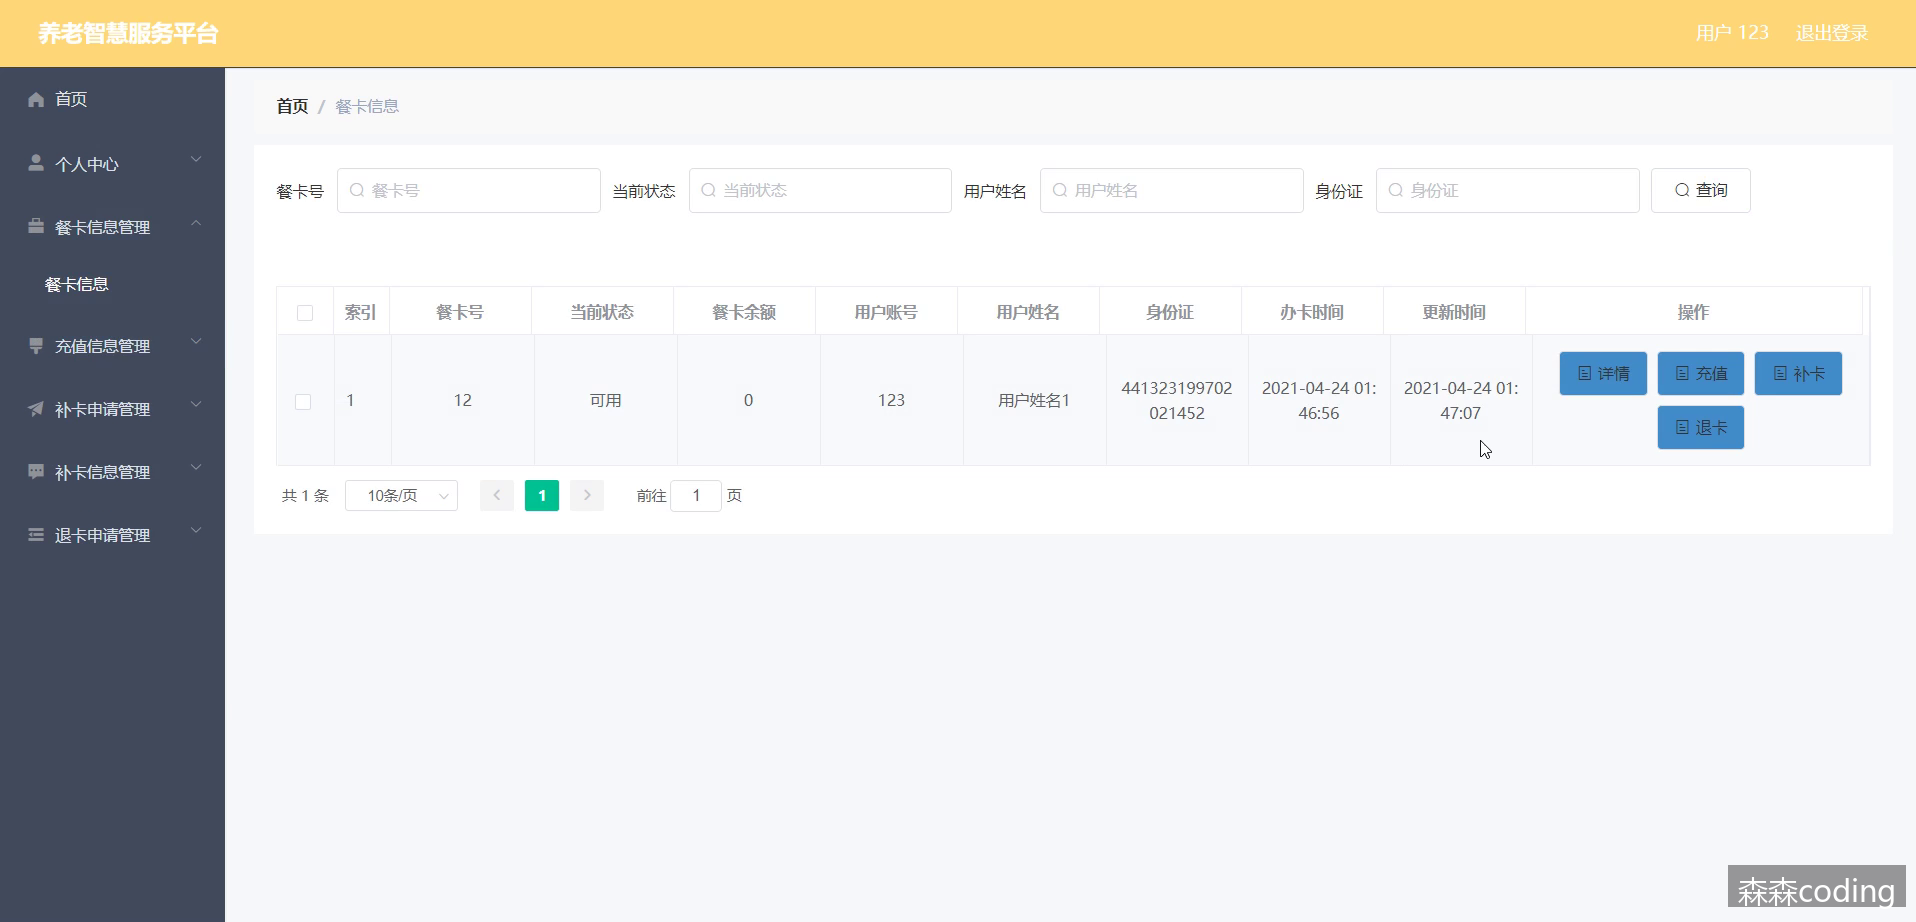 养老智慧服务平台
用户 123 退出登录
首页
个人中心
餐卡信息管理
餐卡信息
充值信息管理
补卡申请管理
补卡信息管理
退卡申请管理
首页 / 餐卡信息
餐卡号 餐卡号 当前状态 当前状态 用户姓名 用户姓名 身份证 身份证 查询
索引 餐卡号 当前状态 餐卡余额 用户账号 用户姓名 身份证 办卡时间 更新时间 操作
1 12 可用 0 123 用户姓名1 441323199702 2021-04-24 01: 2021-04-24 01: 详情 充值 补卡
021452 46:56 47:07 退卡
共 1 条 10条/页 1 前往 1 页
森森coding